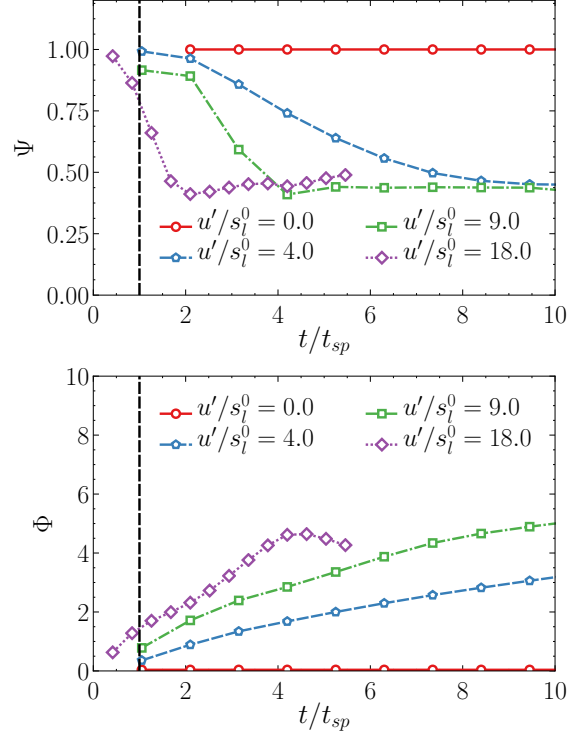 1.00
0.75
0.50
0.25
0.00
Ψ
u′/s_l^0 = 0.0
u′/s_l^0 = 9.0
u′/s_l^0 = 4.0
u′/s_l^0 = 18.0
0 2 4 6 8 10
t/t_sp
10
8
6
4
2
0
Φ
u′/s_l^0 = 0.0
u′/s_l^0 = 9.0
u′/s_l^0 = 4.0
u′/s_l^0 = 18.0
0 2 4 6 8 10
t/t_sp